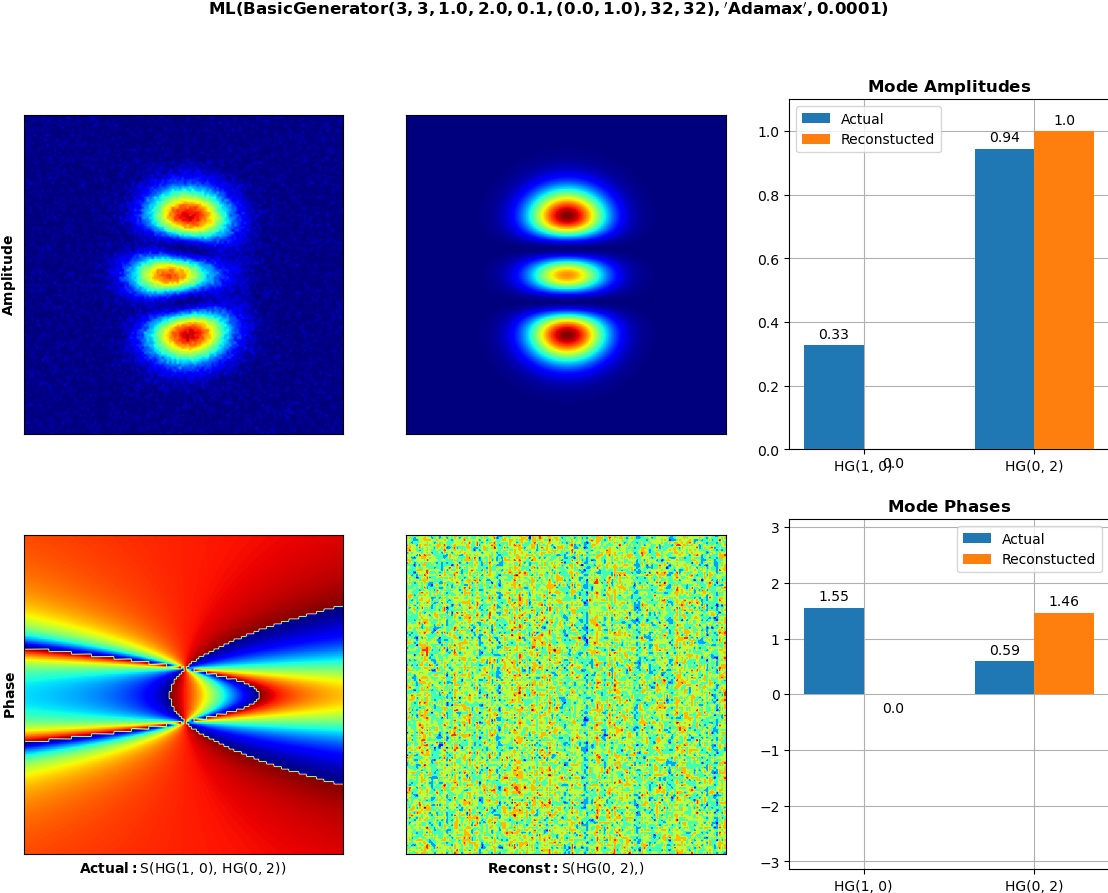 ML(BasicGenerator(3, 3, 1.0, 2.0, 0.1, (0.0, 1.0), 32, 32), 'Adamax', 0.0001)
Amplitude
Mode Amplitudes
Actual
Reconstucted
1.0
0.8
0.6
0.4
0.2
0.0
0.33
0.0
0.94
1.0
HG(1, 0)
HG(0, 2)
Phase
Actual: S(HG(1, 0), HG(0, 2))
Reconst: S(HG(0, 2),)
Mode Phases
Actual
Reconstucted
3
2
1
0
−1
−2
−3
1.55
0.0
0.59
1.46
HG(1, 0)
HG(0, 2)